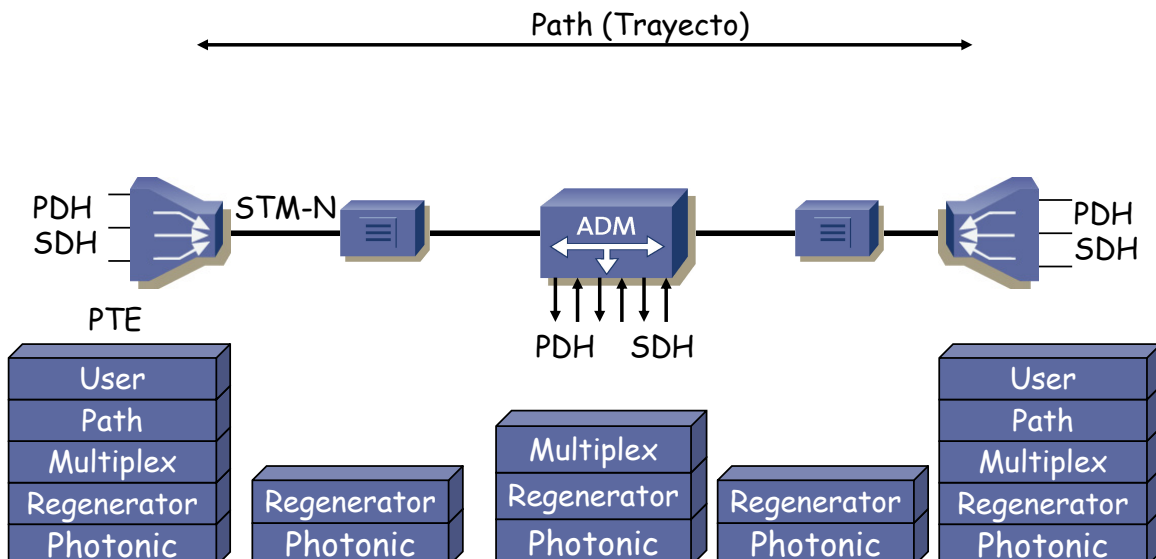 Path (Trayecto)
PDH
SDH
STM-N
ADM
PDH
SDH
PTE
PDH SDH
User
Path
Multiplex
Regenerator
Photonic
Regenerator
Photonic
Multiplex
Regenerator
Photonic
Regenerator
Photonic
User
Path
Multiplex
Regenerator
Photonic